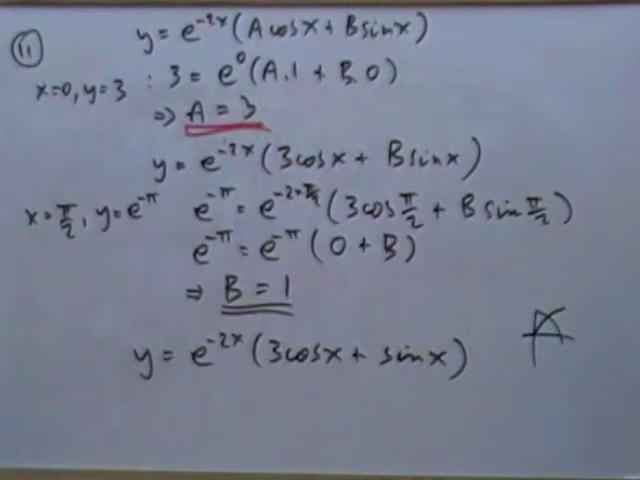 (ii) y = e^{-2x}(A cos x + B sin x)
x=0, y=3 : 3 = e^0(A.1 + B.0)
⇒ A = 3
y = e^{-2x}(3cos x + B sin x)
x = π/2, y = e^{-π} e^{-π} = e^{-2·π/2}(3cos π/2 + B sin π/2)
e^{-π} = e^{-π}(0 + B)
⇒ B = 1
y = e^{-2x}(3cos x + sin x)